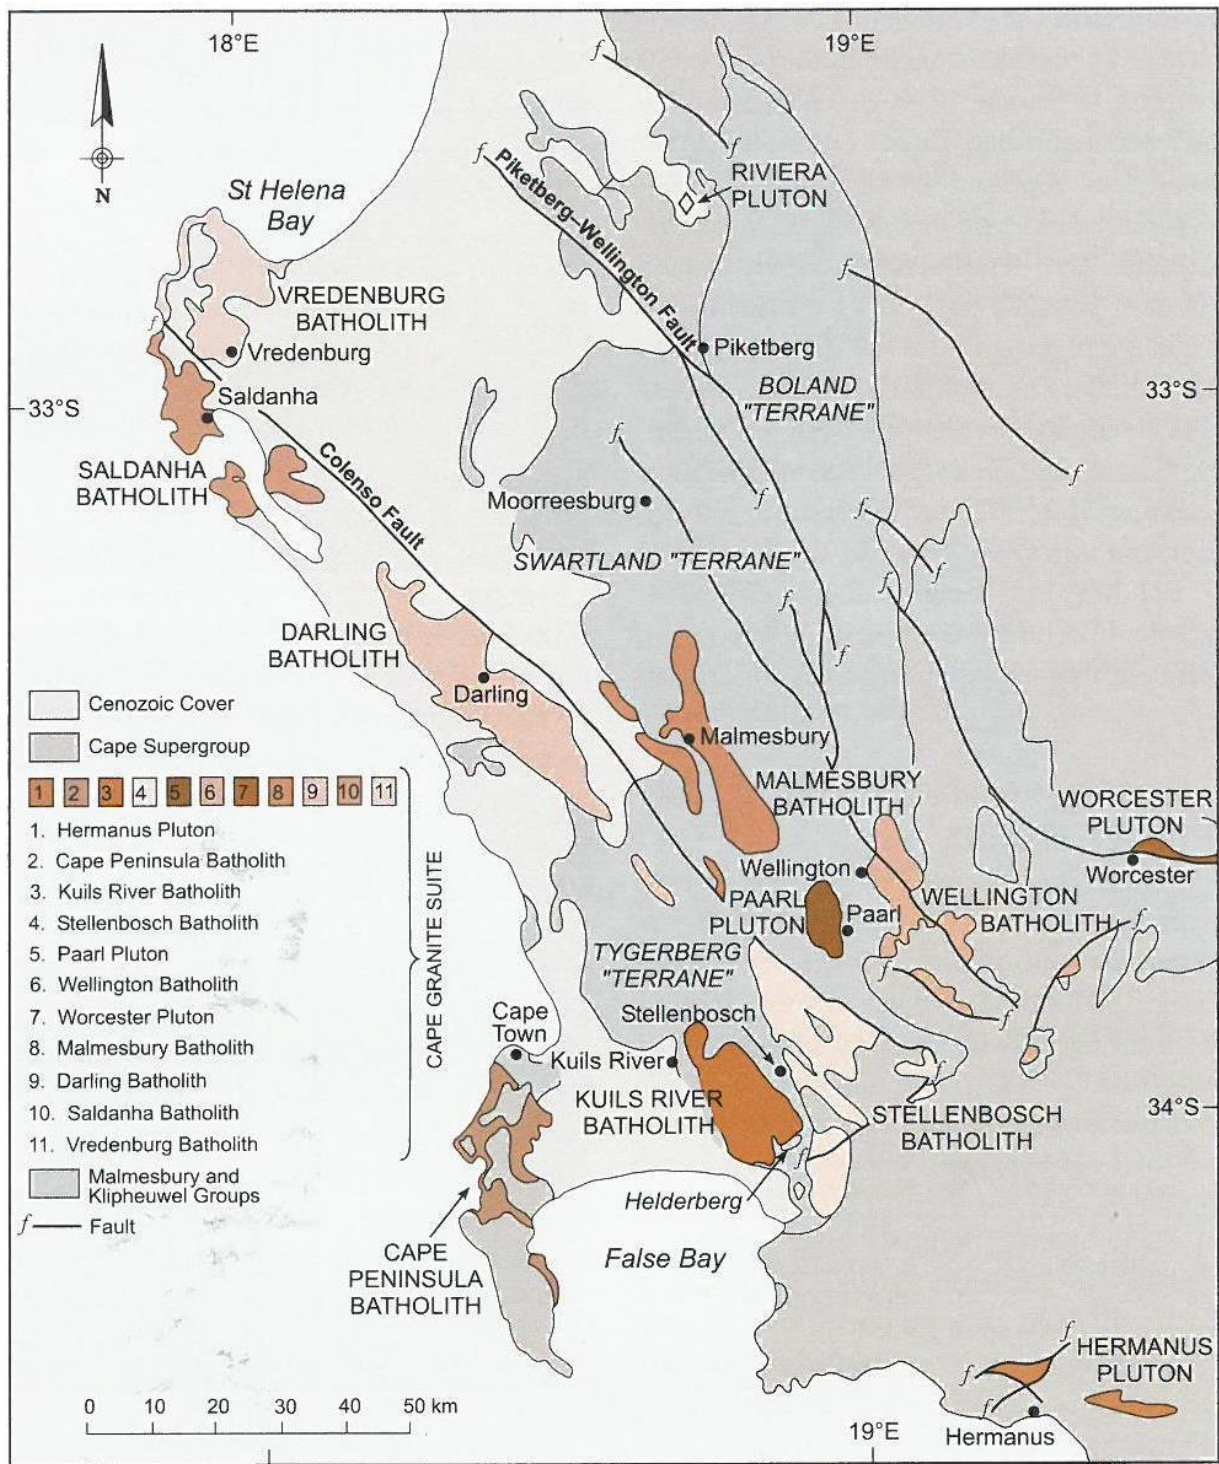 18°E
19°E
N
f
f
f
Piketberg–Wellington Fault
RIVIERA
PLUTON
St Helena
Bay
f
VREDENBURG
BATHOLITH
f
Vredenburg
Piketberg
Saldanha
BOLAND
"TERRANE"
33°S
33°S
SALDANHA
BATHOLITH
Colenso Fault
f
f
f
Moorreesburg
f
SWARTLAND "TERRANE"
f
f
f
f
DARLING
BATHOLITH
Darling
Malmesbury
MALMESBURY
BATHOLITH
WORCESTER
PLUTON
Wellington
Worcester
PAARL
PLUTON
Paarl
WELLINGTON
BATHOLITH
f
TYGERBERG
"TERRANE"
f
f
Stellenbosch
Cape
Town
Kuils River
f
KUILS RIVER
BATHOLITH
34°S
STELLENBOSCH
BATHOLITH
f
Helderberg
False Bay
CAPE
PENINSULA
BATHOLITH
f
f
f
HERMANUS
PLUTON
Hermanus
19°E
Cenozoic Cover
Cape Supergroup
1 2 3 4 5 6 7 8 9 10 11
1. Hermanus Pluton
2. Cape Peninsula Batholith
3. Kuils River Batholith
4. Stellenbosch Batholith
5. Paarl Pluton
6. Wellington Batholith
7. Worcester Pluton
8. Malmesbury Batholith
9. Darling Batholith
10. Saldanha Batholith
11. Vredenburg Batholith
CAPE GRANITE SUITE
Malmesbury and
Klipheuwel Groups
f Fault
0 10 20 30 40 50 km